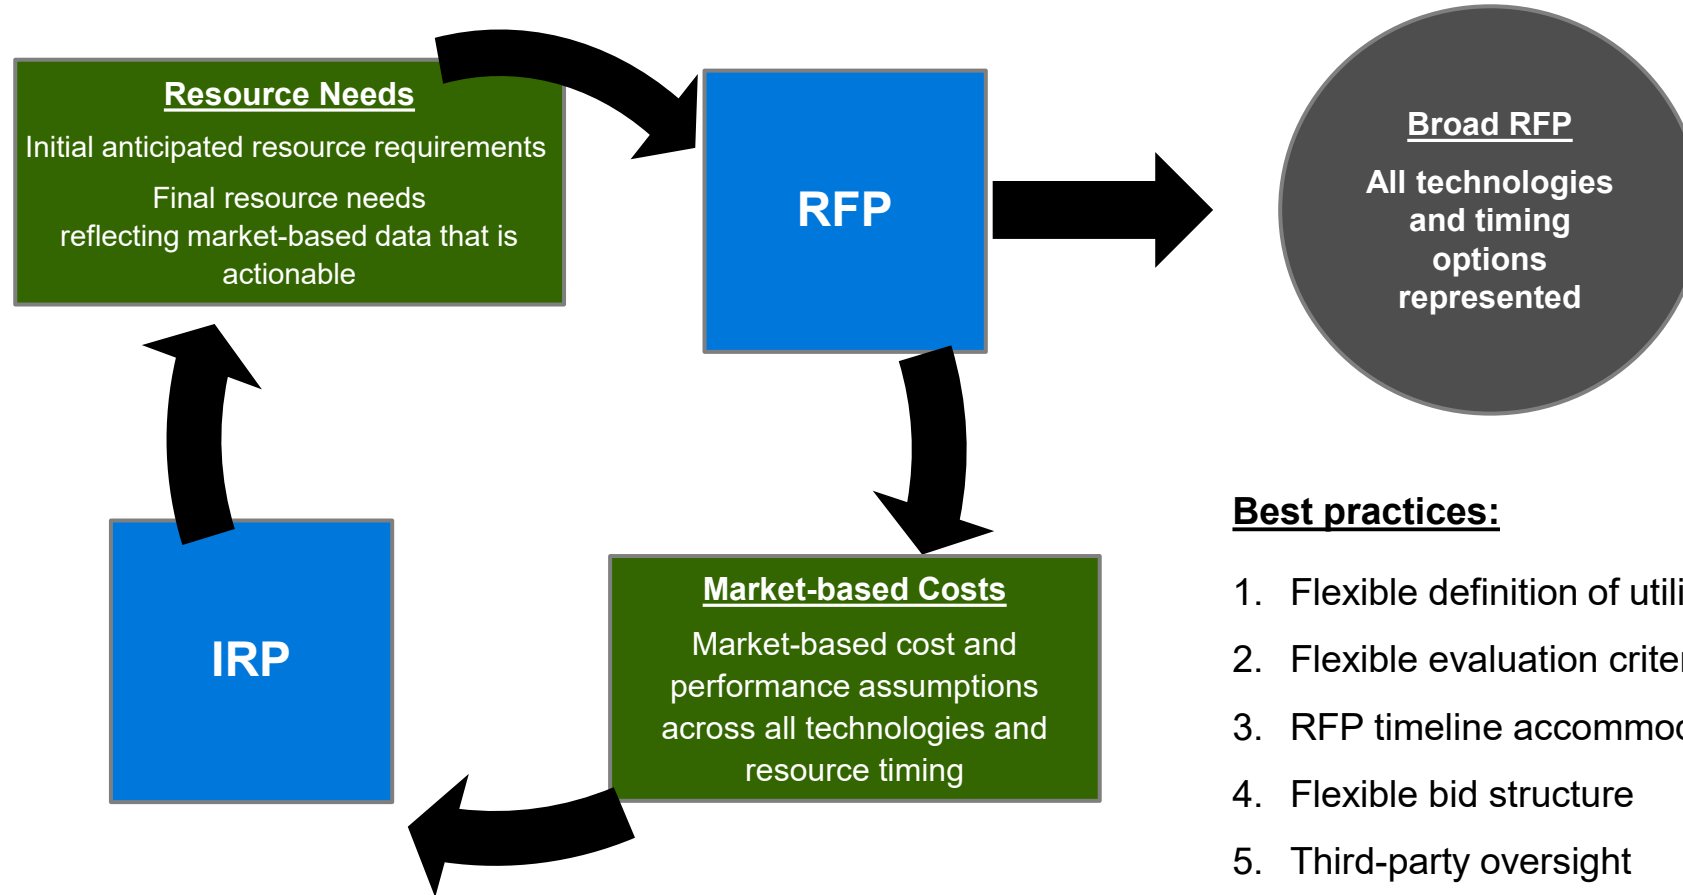 Resource Needs
Initial anticipated resource requirements
Final resource needs
reflecting market-based data that is
actionable
RFP
Broad RFP
All technologies
and timing
options
represented
IRP
Market-based Costs
Market-based cost and
performance assumptions
across all technologies and
resource timing
Best practices:
1. Flexible definition of
2. Flexible evaluation
3. RFP timeline
4. Flexible bid structure
5. Third-party oversight